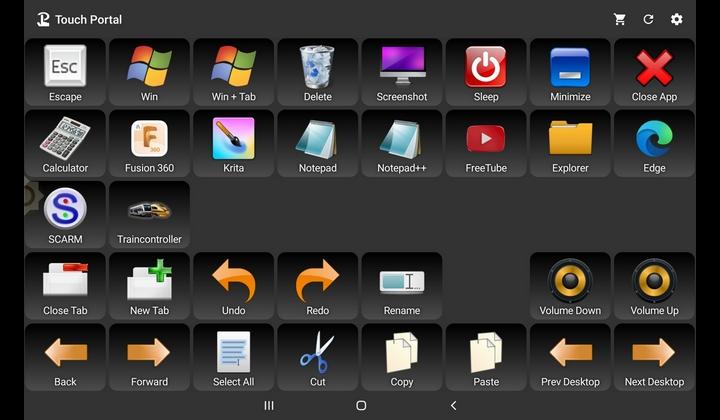 Touch Portal
Esc
Escape
Win
Win + Tab
Delete
Screenshot
Sleep
Minimize
Close App
Calculator
F
360
Fusion 360
Krita
Notepad
Notepad++
FreeTube
Explorer
Edge
S
SCARM
Traincontroller
Close Tab
New Tab
Undo
Redo
Rename
Volume Down
Volume Up
Back
Forward
Select All
Cut
Copy
Paste
Prev Desktop
Next Desktop